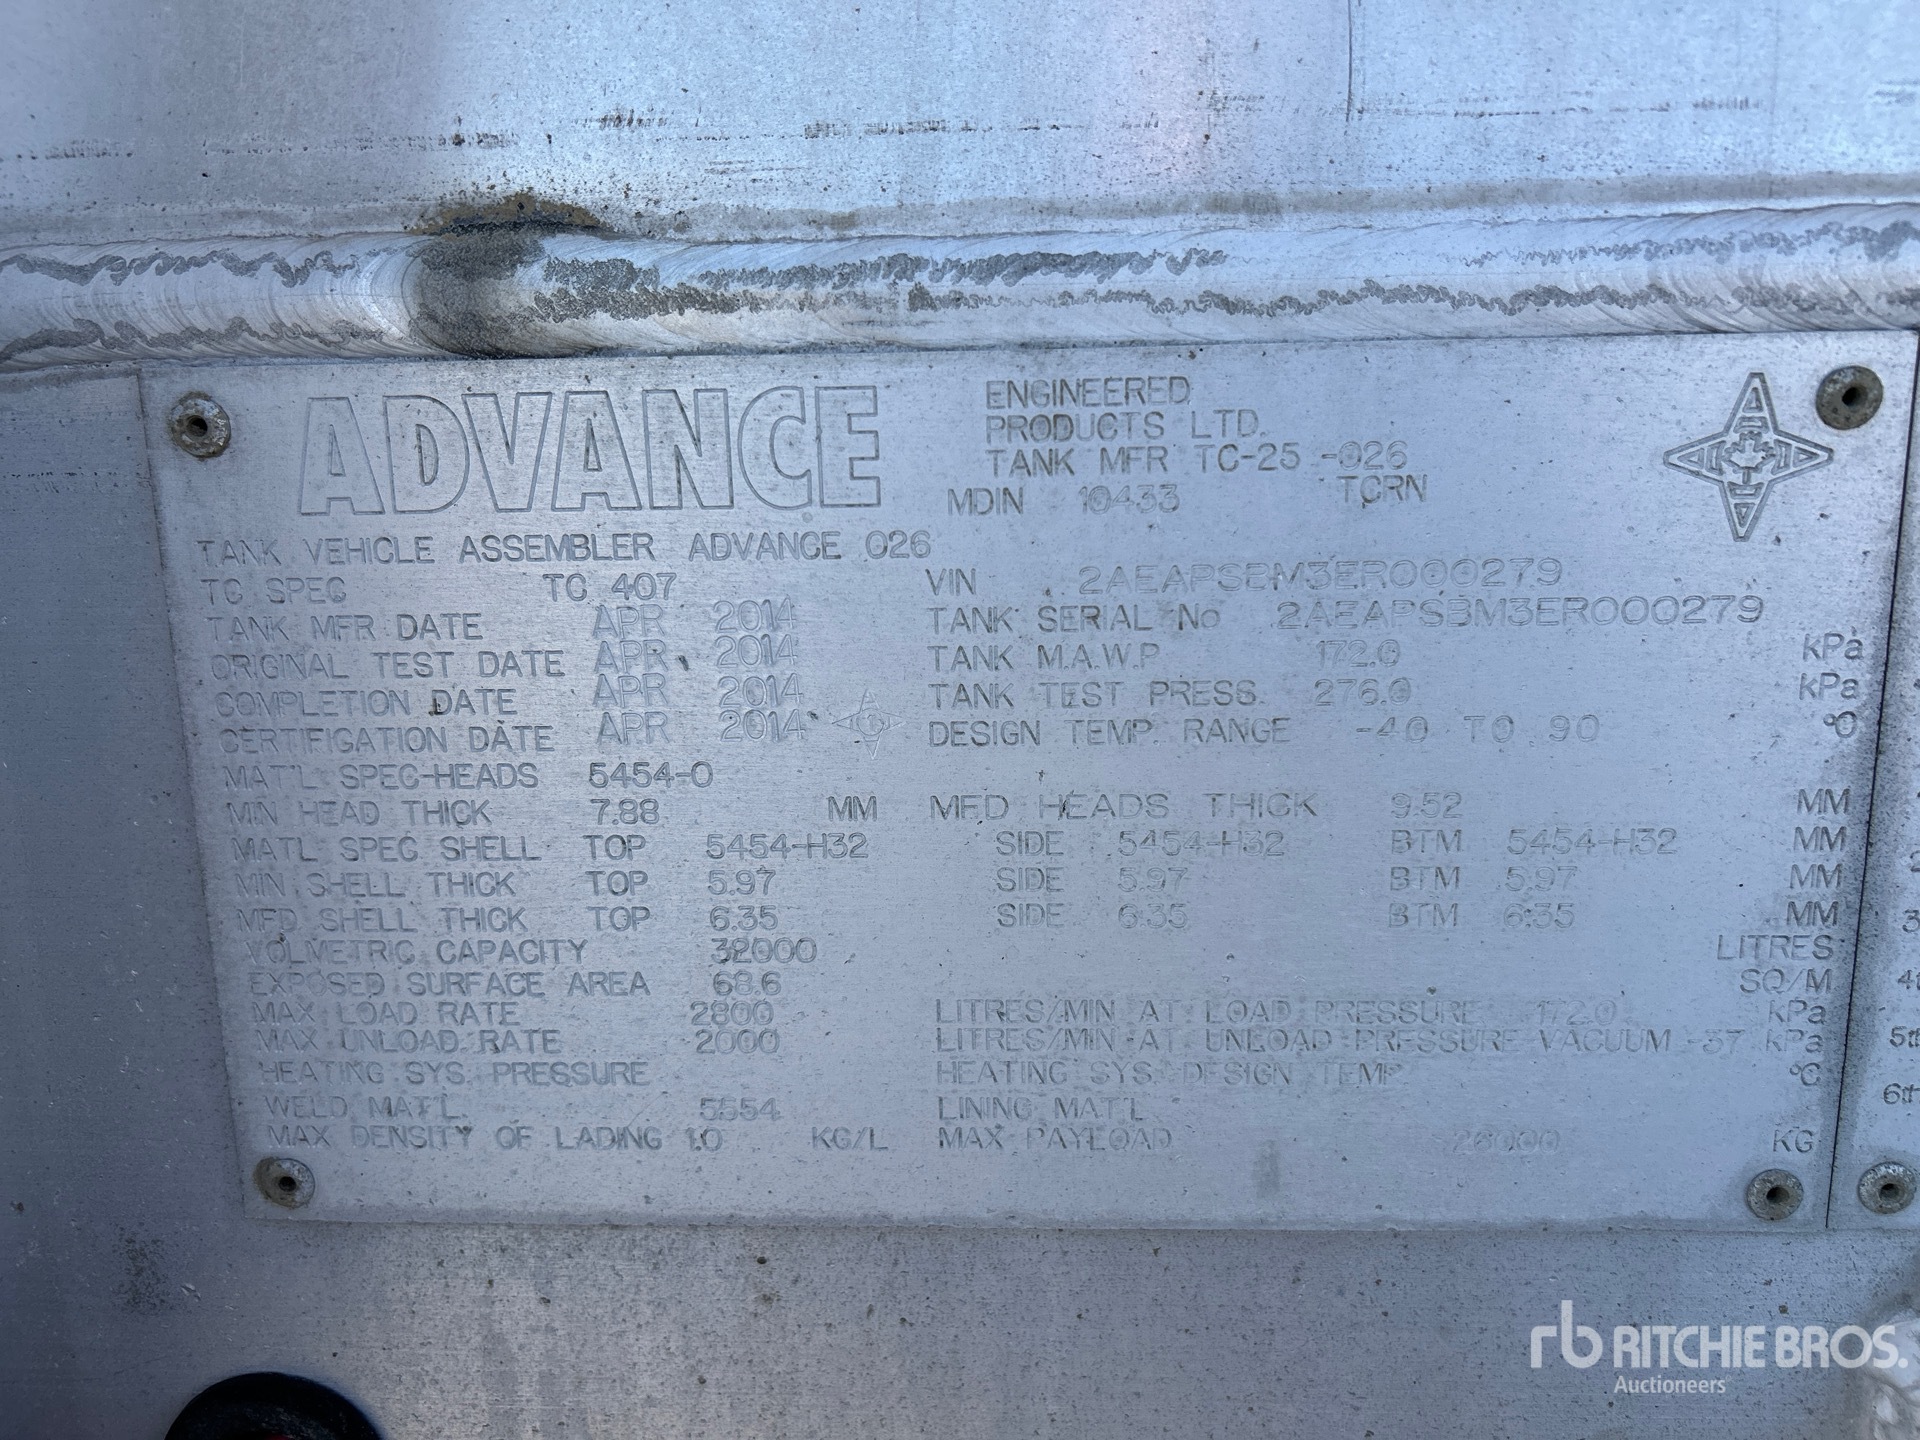 ADVANCE
ENGINEERED
PRODUCTS LTD.
TANK MFR TC-25 -026
MDIN 10433 TCRN
TANK VEHICLE ASSEMBLER ADVANCE 026
TC SPEC TC 407 VIN 2AEAPSBM3ER000279
TANK MFR DATE APR 2014 TANK SERIAL No 2AEAPSBM3ER000279
ORIGINAL TEST DATE APR 2014 TANK M.A.W.P. 172.0 kPa
COMPLETION DATE APR 2014 TANK TEST PRESS. 276.0 kPa
CERTIFICATION DATE APR 2014 DESIGN TEMP. RANGE -40 TO 90 °C
MAT'L SPEC-HEADS 5454-O
MIN HEAD THICK 7.88 MM MFD HEADS THICK 9.52 MM
MATL SPEC SHELL TOP 5454-H32 SIDE 5454-H32 BTM 5454-H32 MM
MIN SHELL THICK TOP 5.97 SIDE 5.97 BTM 5.97 MM
MFD SHELL THICK TOP 6.35 SIDE 6.35 BTM 6.35 MM
VOLMETRIC CAPACITY 32000 LITRES
EXPOSED SURFACE AREA 68.6 SQ/M
MAX LOAD RATE 2800 LITRES/MIN AT LOAD PRESSURE 172.0 kPa
MAX UNLOAD RATE 2000 LITRES/MIN AT UNLOAD PRESSURE-VACUUM -37 kPa
HEATING SYS. PRESSURE HEATING SYS. DESIGN TEMP °C
WELD MAT'L. 5554 LINING MAT'L
MAX DENSITY OF LADING 1.0 KG/L MAX PAYLOAD 26000 KG
5th
6th
rb RITCHIE BROS.
Auctioneers